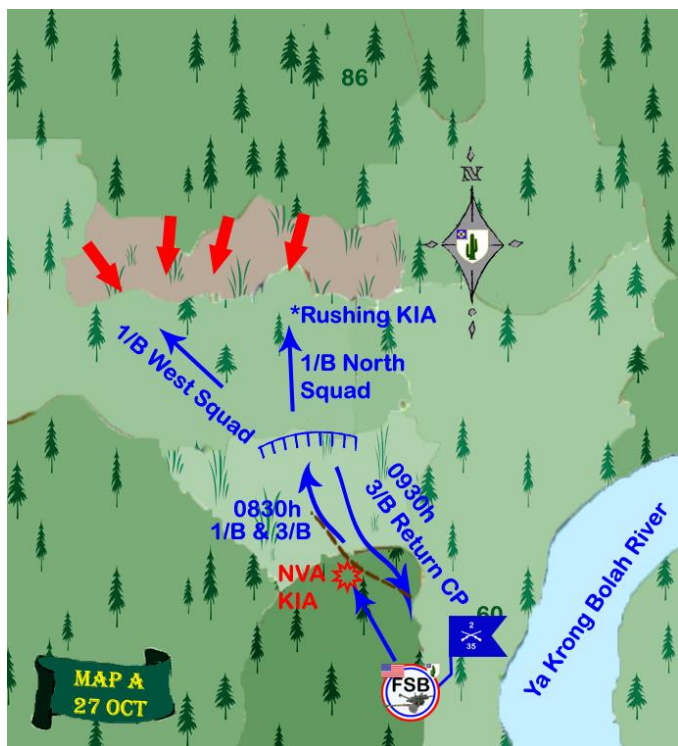 86
N
*Rushing KIA
1/B West Squad
1/B North
Squad
0830h
1/B & 3/B
0930h
3/B Return CP
NVA
KIA
60
2
35
FSB
Ya Krong Bolah River
MAP A
27 OCT